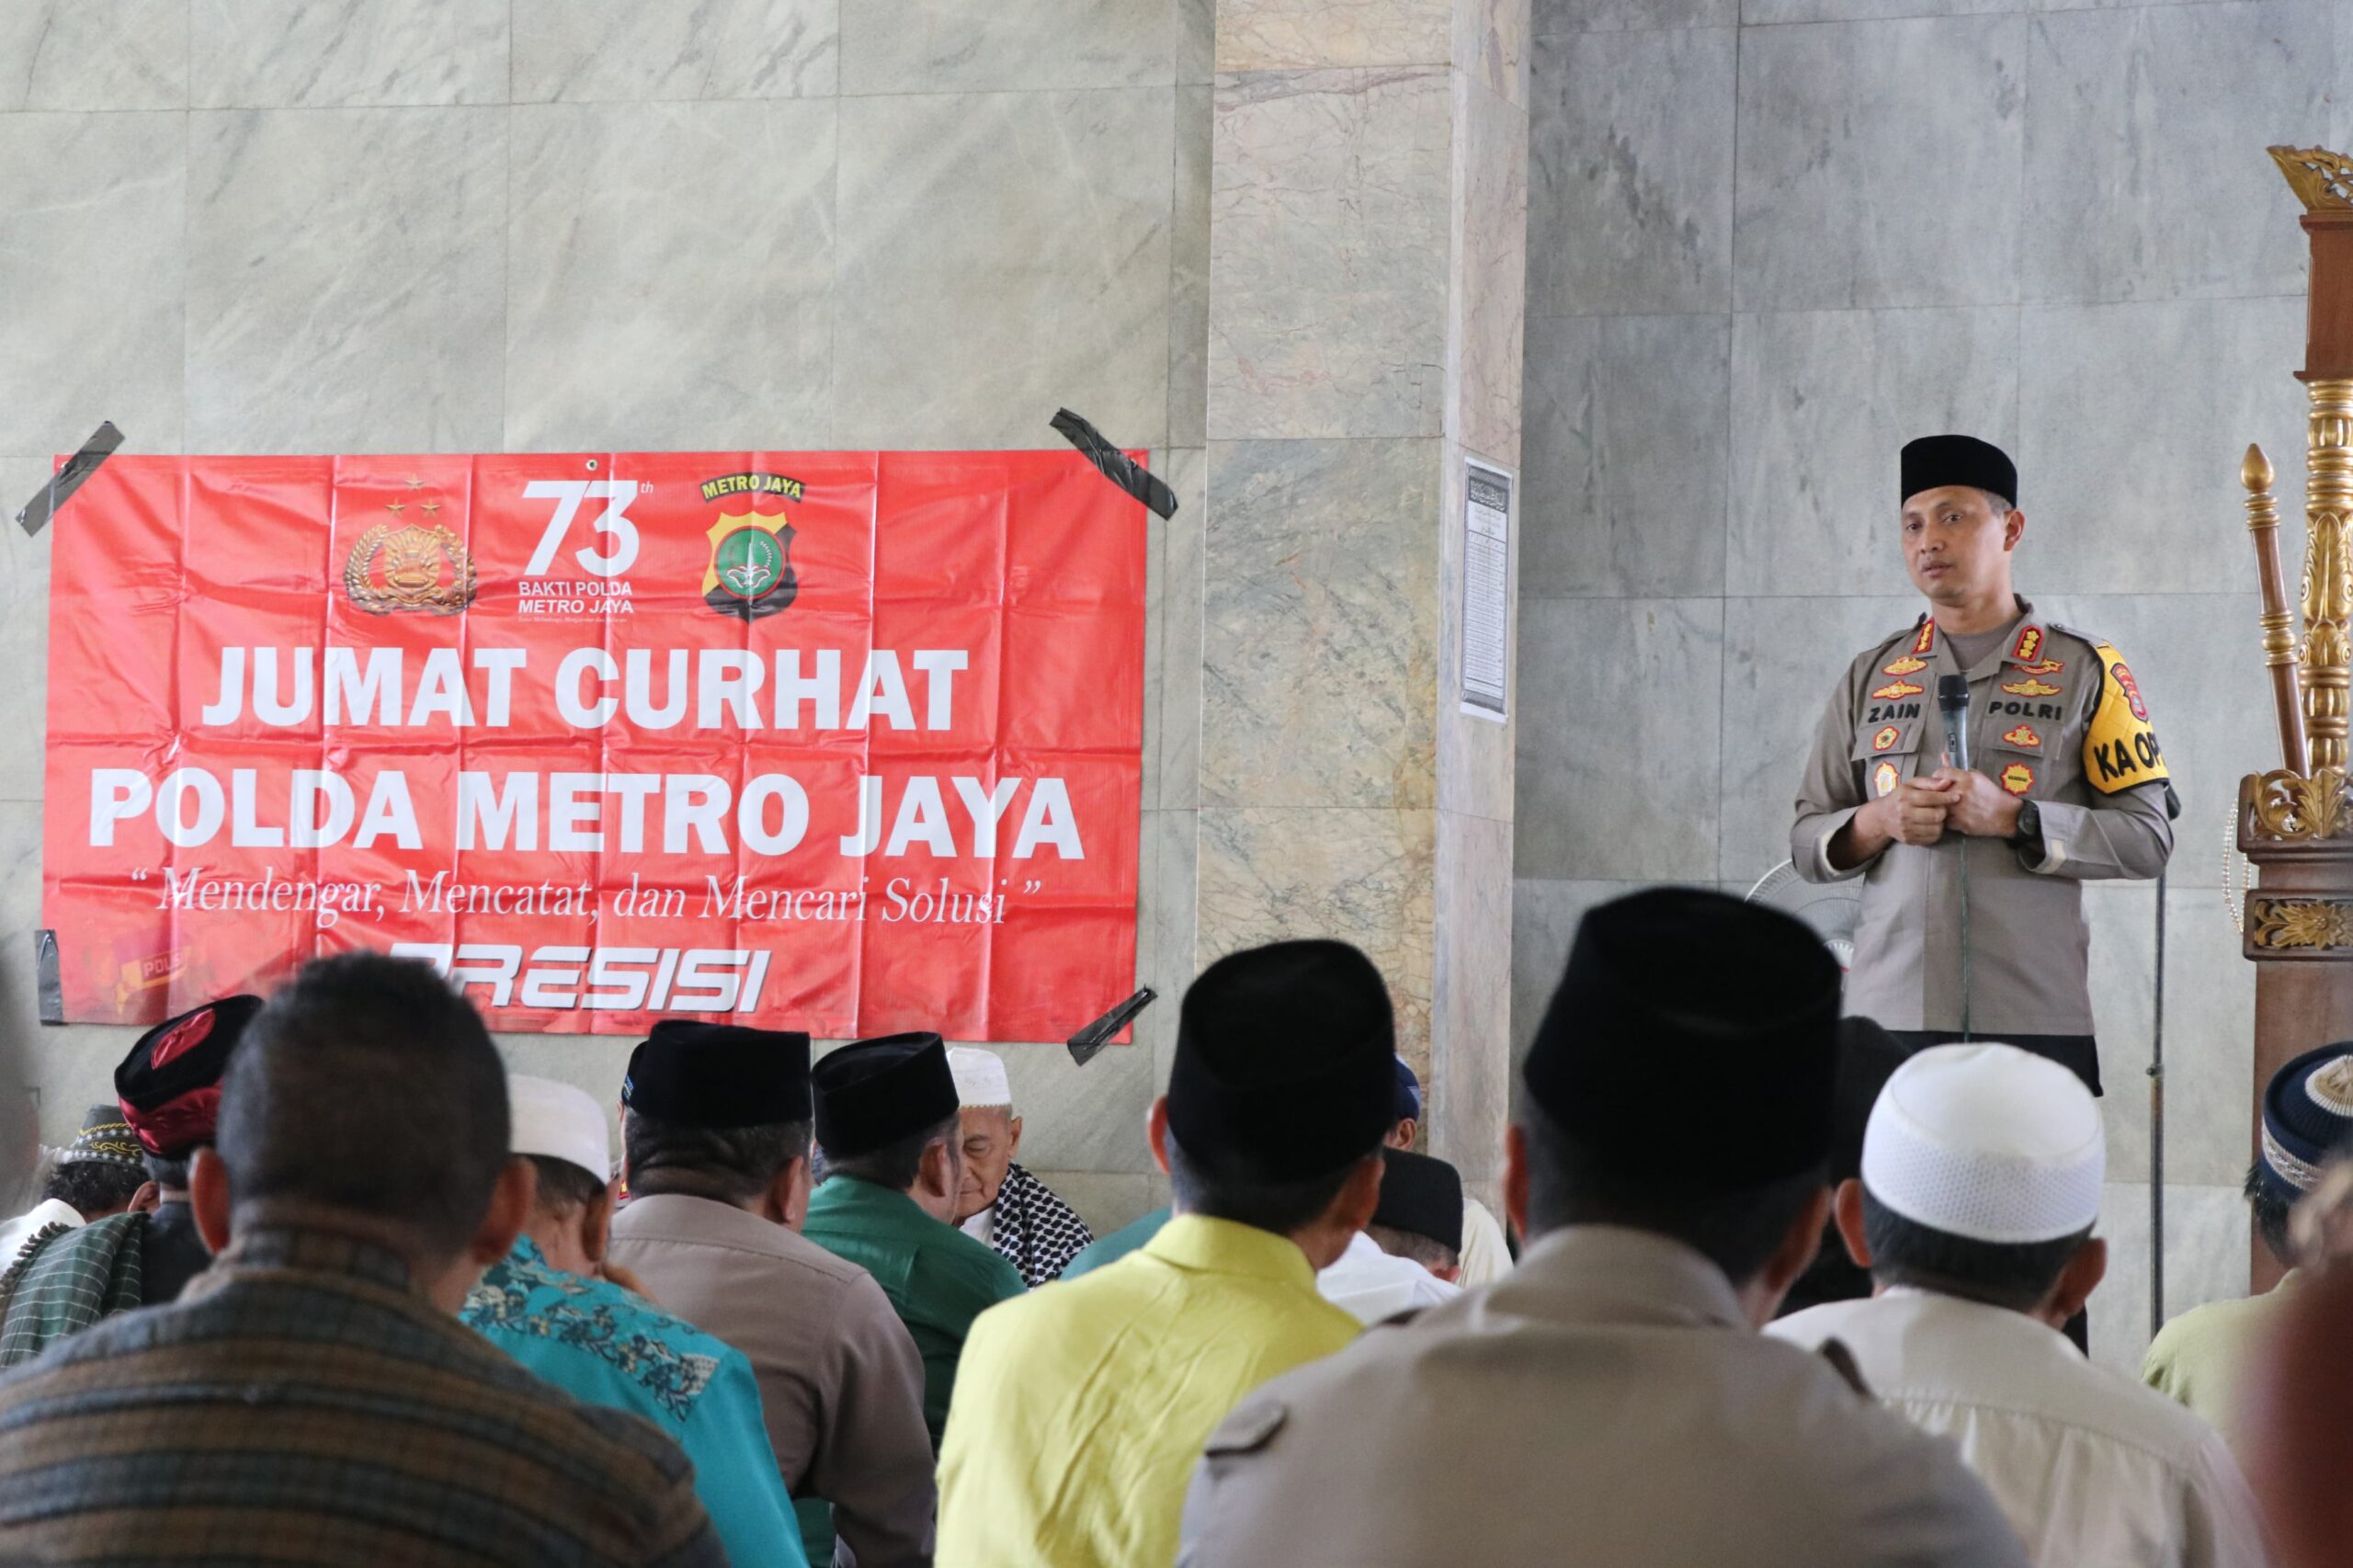 METRO JAYA
73th
BAKTI POLDA
METRO JAYA
JUMAT CURHAT
POLDA METRO JAYA
“ Mendengar, Mencatat, dan Mencari Solusi ”
PRESISI
ZAIN
POLRI
KA OP